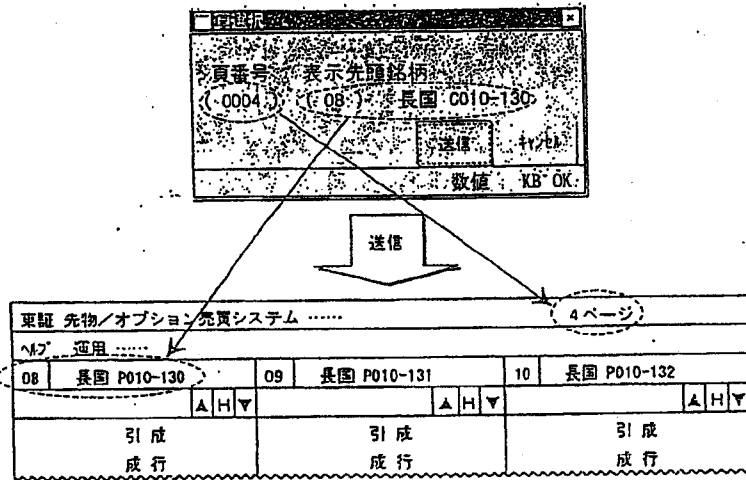 頁選択
頁番号 表示先頭銘柄
( 0004 ) ( 08 ) 長国 C010-130
送信 キャンセル
数値 KB OK
送信
東証 先物/オプション売買システム …… 4ページ
ヘルプ 運用 ……
08 長国 P010-130 09 長国 P010-131 10 長国 P010-132
▲ H ▼ ▲ H ▼ ▲ H ▼
引成 引成 引成
成行 成行 成行